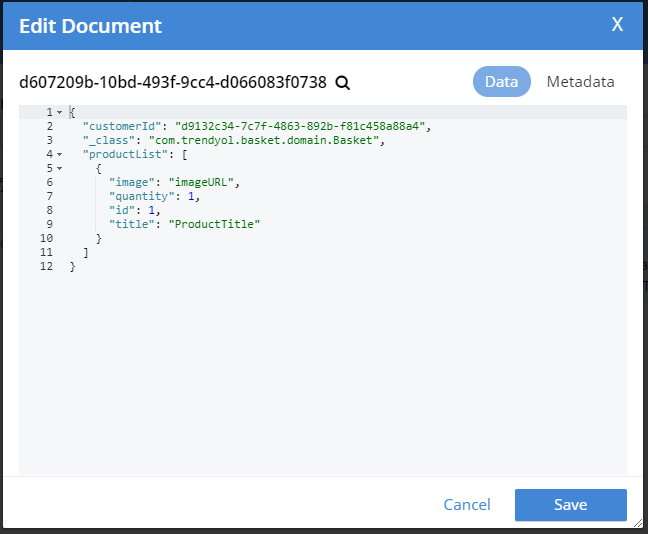 Edit Document X
d607209b-10bd-493f-9cc4-d066083f0738 Data Metadata
1 {
2 "customerId": "d9132c34-7c7f-4863-892b-f81c458a88a4",
3 "_class": "com.trendyol.basket.domain.Basket",
4 "productList": [
5 {
6 "image": "imageURL",
7 "quantity": 1,
8 "id": 1,
9 "title": "ProductTitle"
10 }
11 ]
12 }
Cancel Save